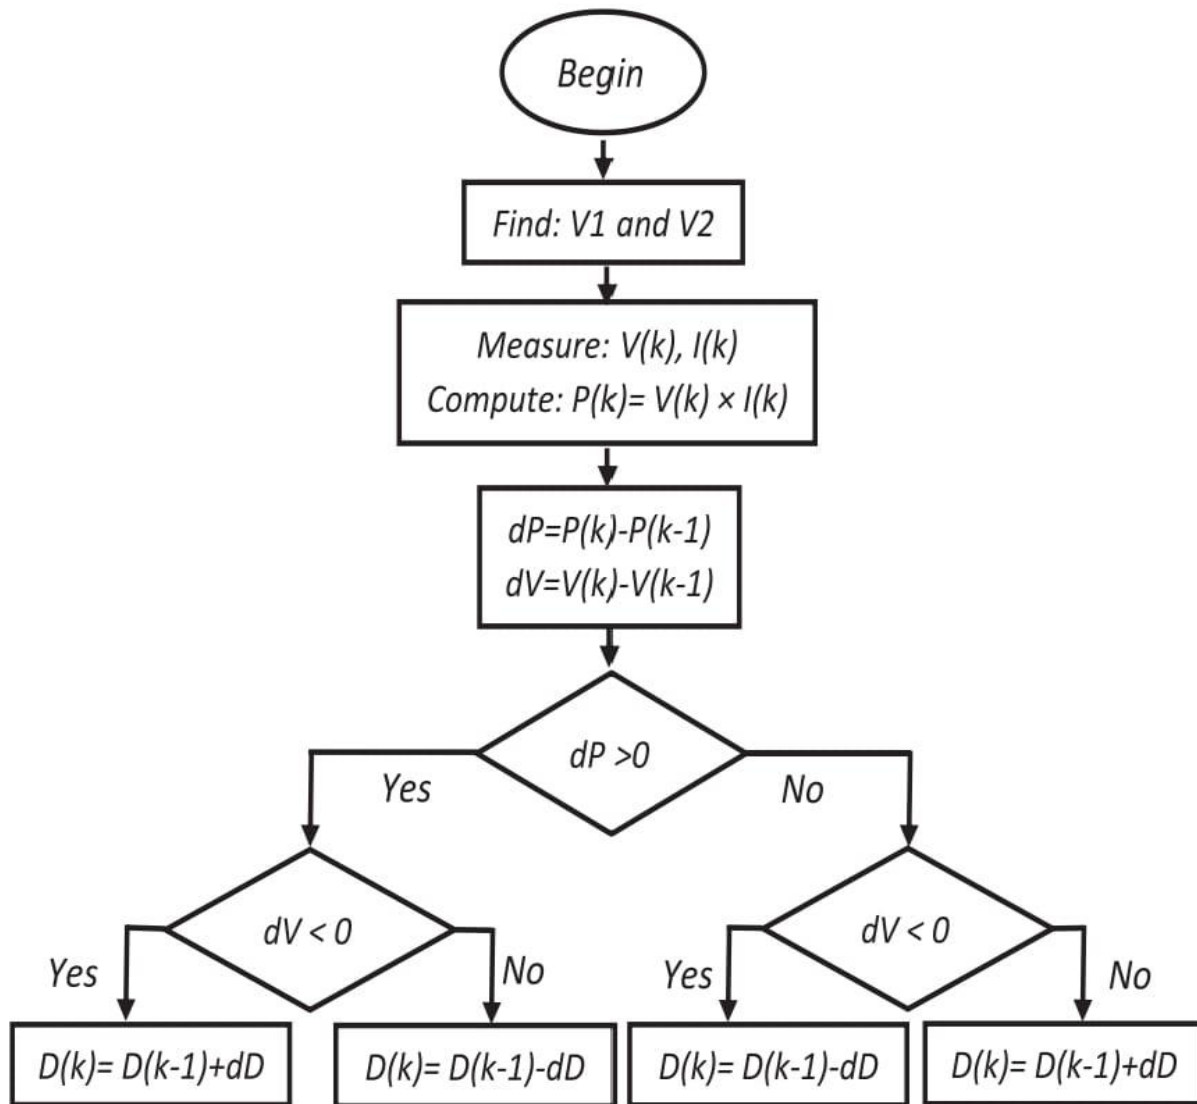 Begin
Find: V1 and V2
Measure: V(k), I(k)
Compute: P(k)= V(k) × I(k)
dP=P(k)-P(k-1)
dV=V(k)-V(k-1)
dP >0
Yes
No
dV < 0
dV < 0
Yes
No
Yes
No
D(k)= D(k-1)+dD
D(k)= D(k-1)-dD
D(k)= D(k-1)-dD
D(k)= D(k-1)+dD